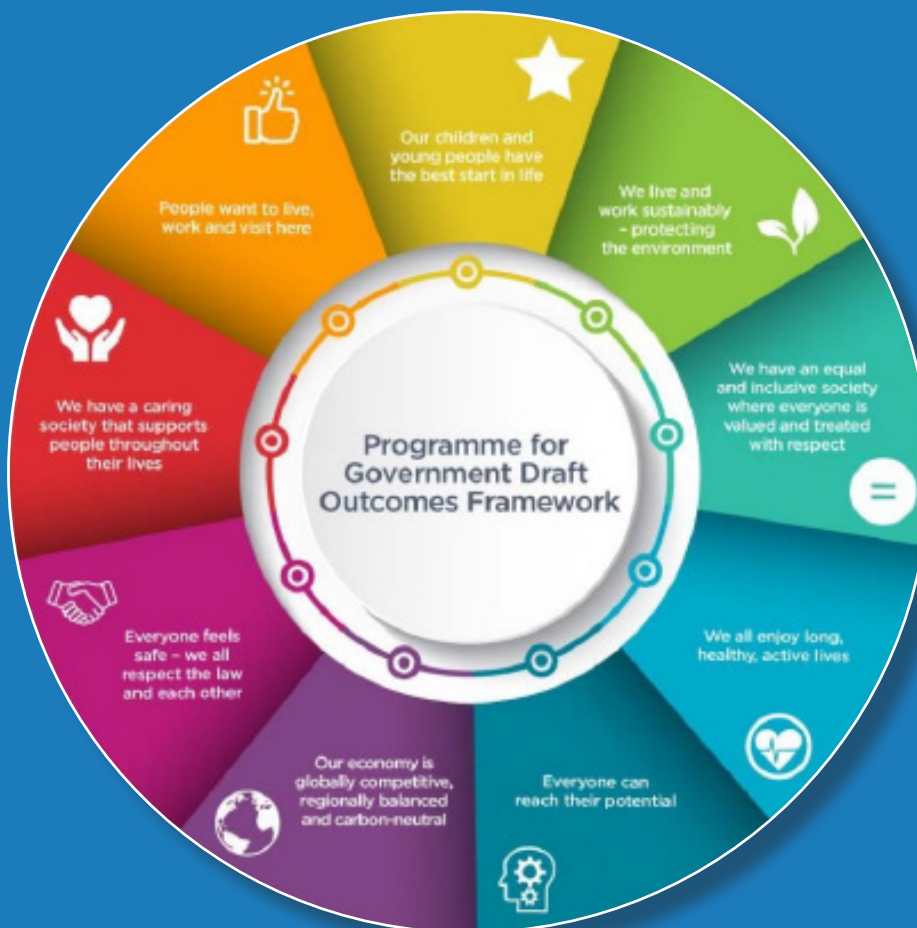 Programme for
Government Draft
Outcomes Framework
Our children and
young people have
the best start in life
We live and
work sustainably
– protecting
the environment
We have an equal
and inclusive society
where everyone is
valued and treated
with respect
=
We all enjoy long,
healthy, active lives
Everyone can
reach their potential
Our economy is
globally competitive,
regionally balanced
and carbon-neutral
Everyone feels
safe – we all
respect the law
and each other
We have a caring
society that supports
people throughout
their lives
People want to live,
work and visit here